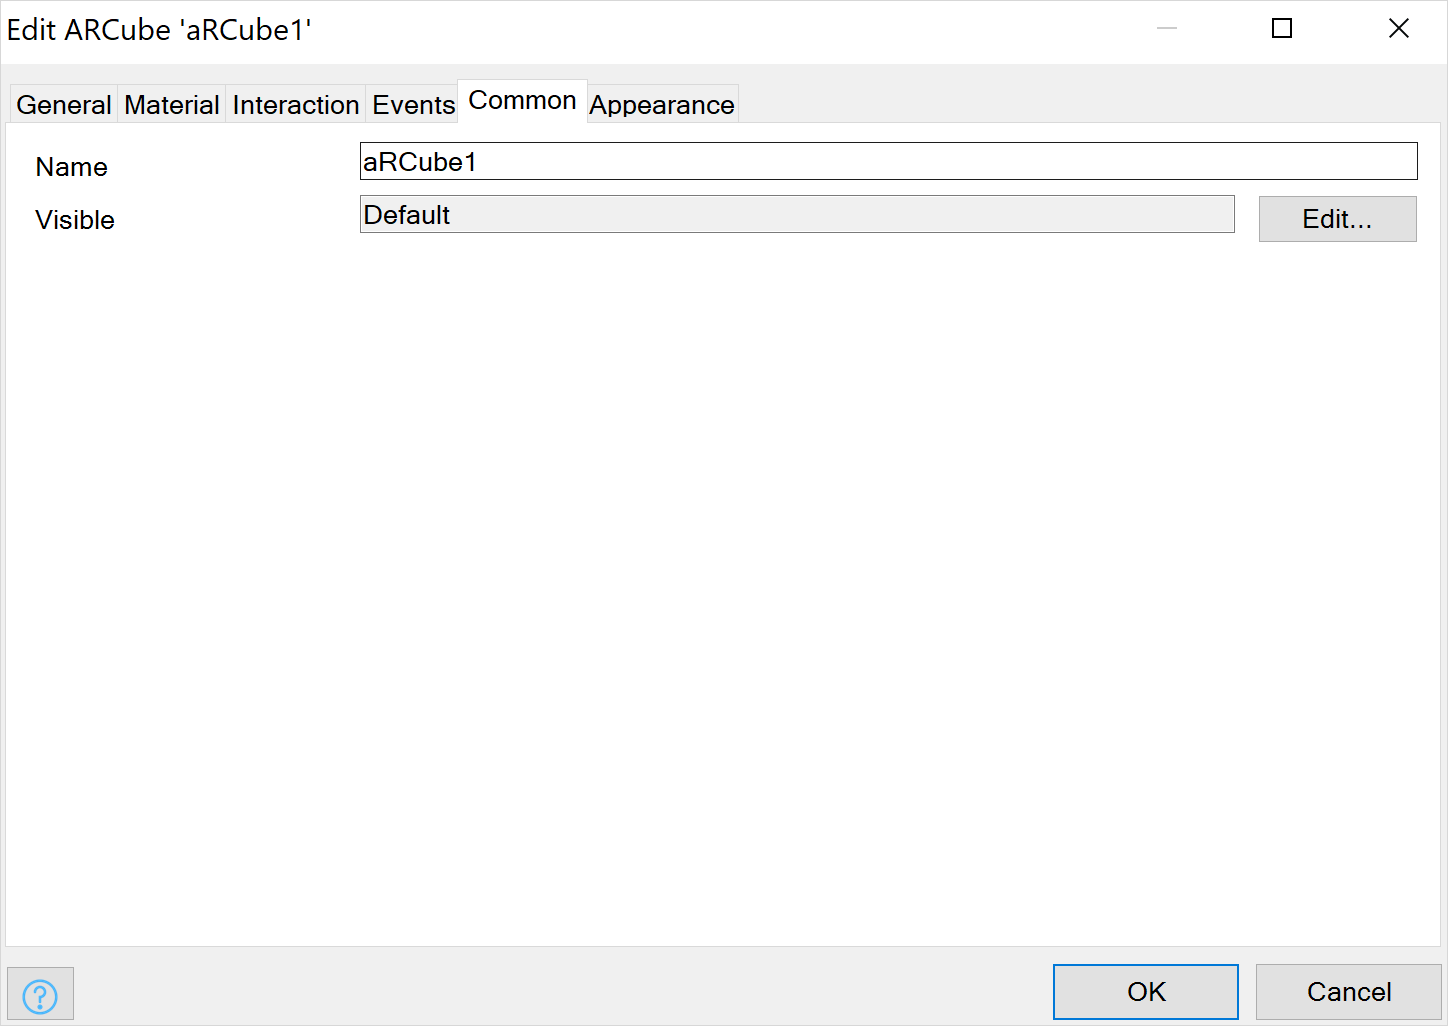 Edit ARCube 'aRCube1'
General Material Interaction Events Common Appearance
Name aRCube1
Visible Default Edit...
? OK Cancel